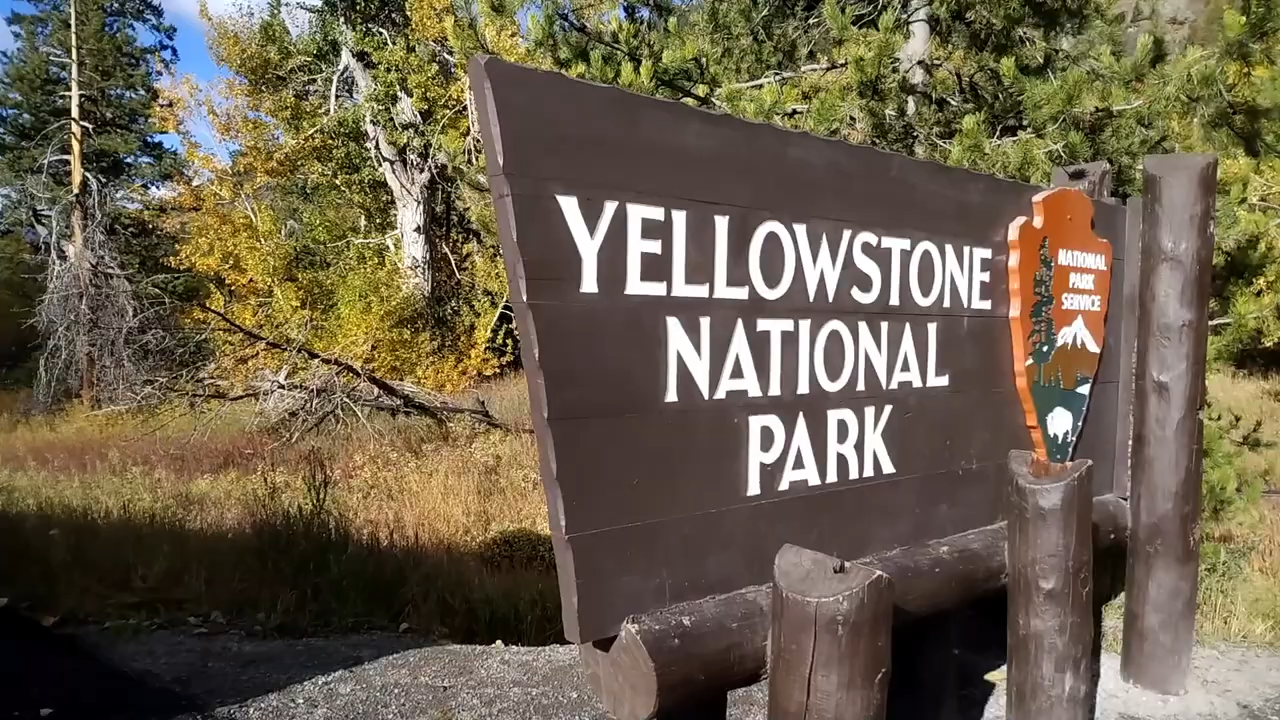 YELLOWSTONE
NATIONAL
PARK
NATIONAL
PARK
SERVICE